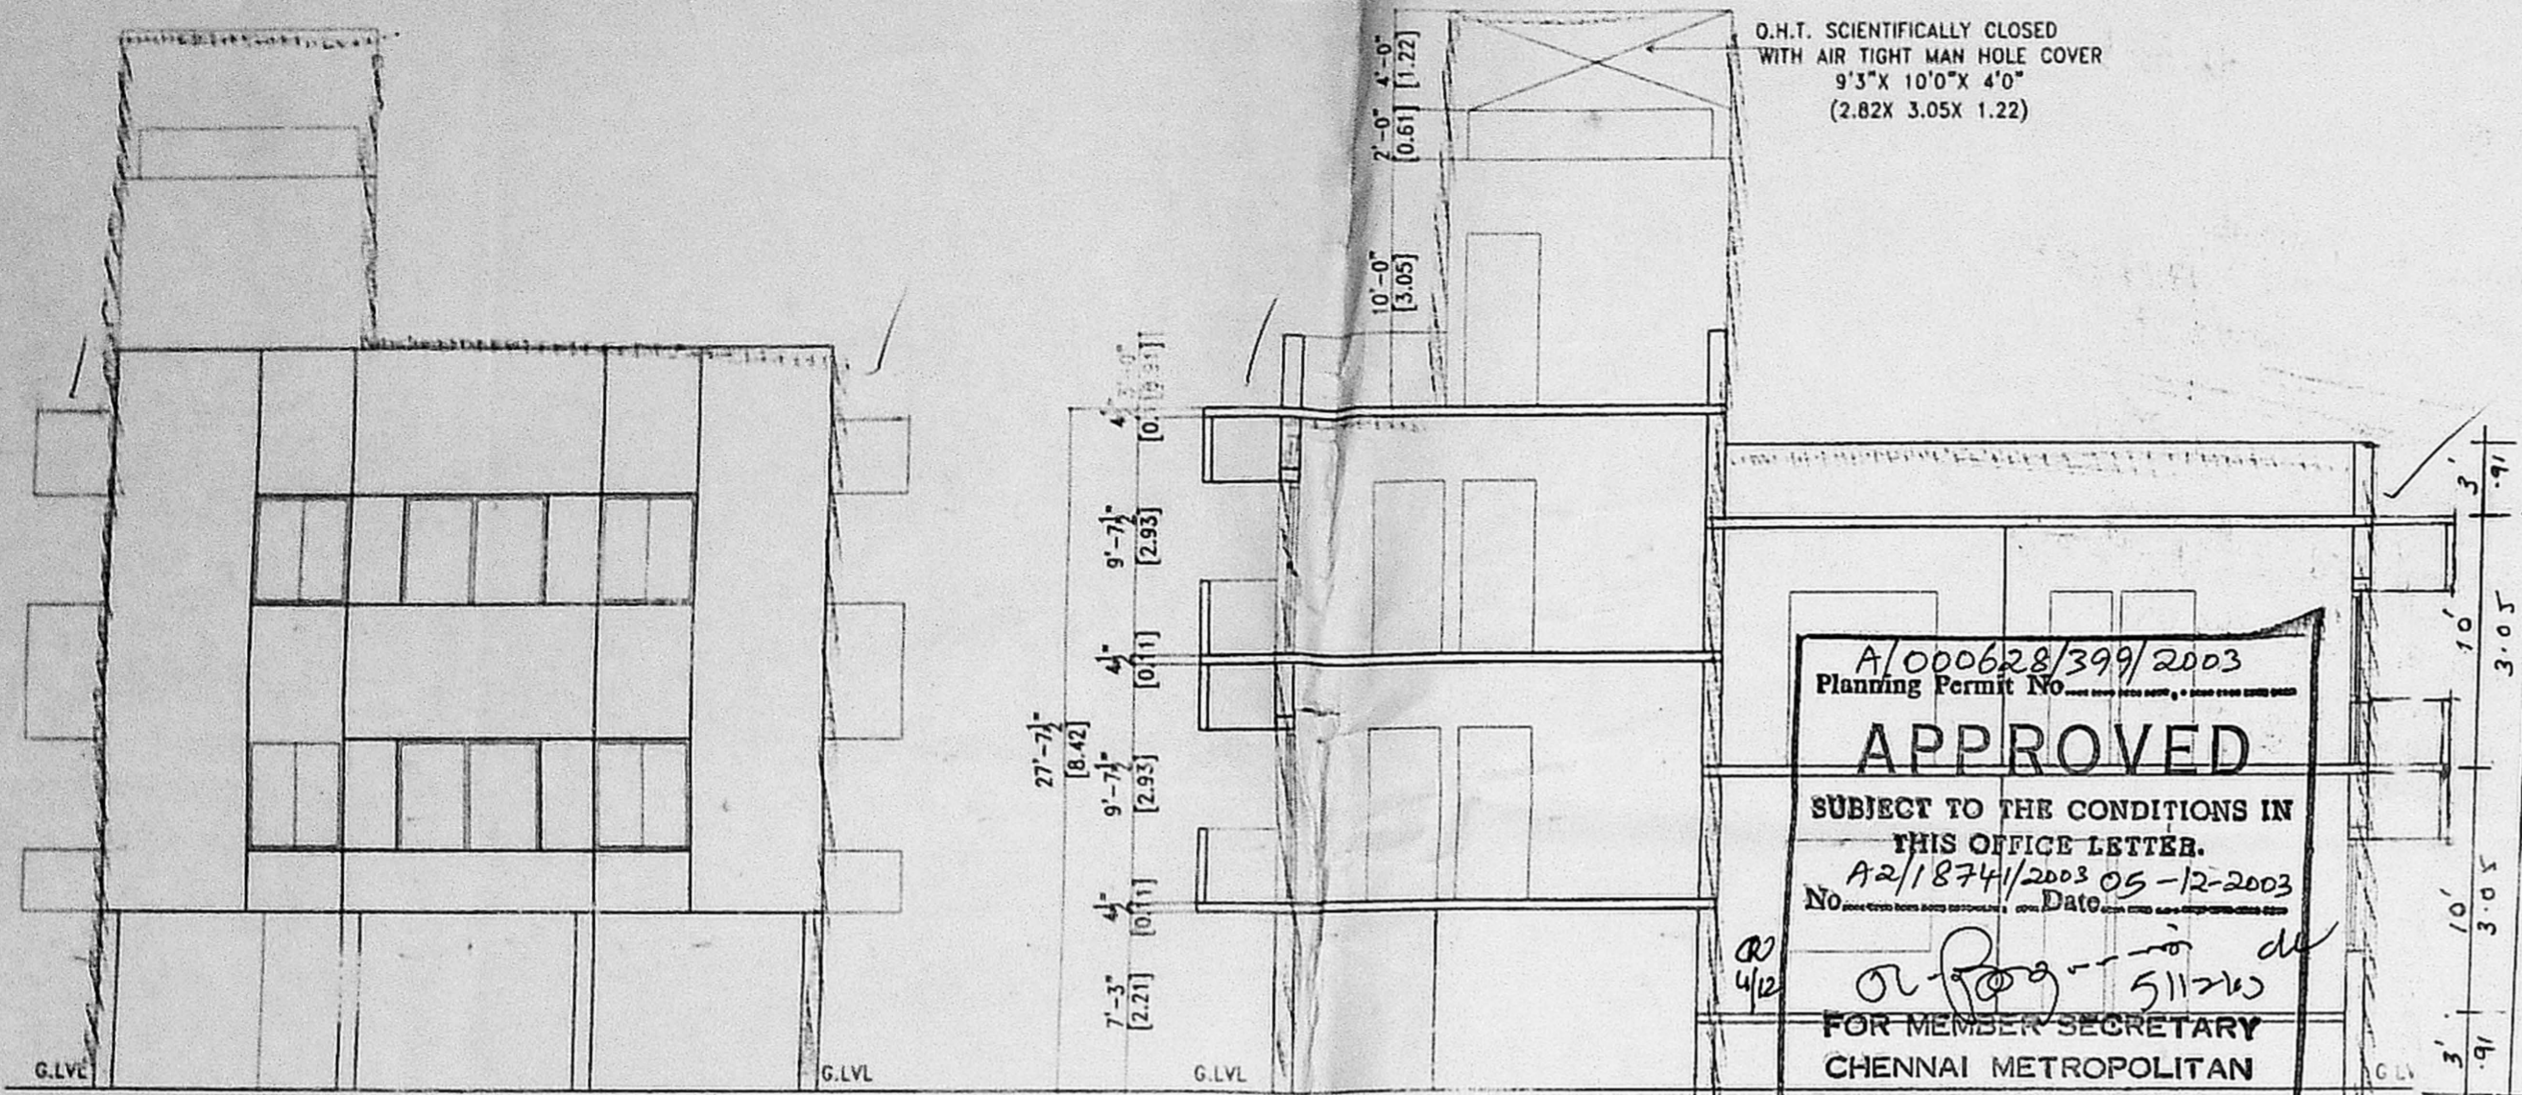 O.H.T. SCIENTIFICALLY CLOSED
WITH AIR TIGHT MAN HOLE COVER
9'3"X 10'0"X 4'0"
(2.82X 3.05X 1.22)
4'-0"
[1.22]
2'-0"
[0.61]
10'-0"
[3.05]
9'-7½"
[2.93]
4½"
[0.11]
27'-7½"
[8.42]
9'-7½"
[2.93]
4½"
[0.11]
7'-3"
[2.21]
G.LVL
G.LVL
G.LVL
3'
.91
10'
3.05
10'
3.05
3'
.91
A/000628/399/2003
Planning Permit No
APPROVED
SUBJECT TO THE CONDITIONS IN
THIS OFFICE LETTER.
A2/18741/2003 05-12-2003
No. Date
4/12
FOR MEMBER SECRETARY
CHENNAI METROPOLITAN